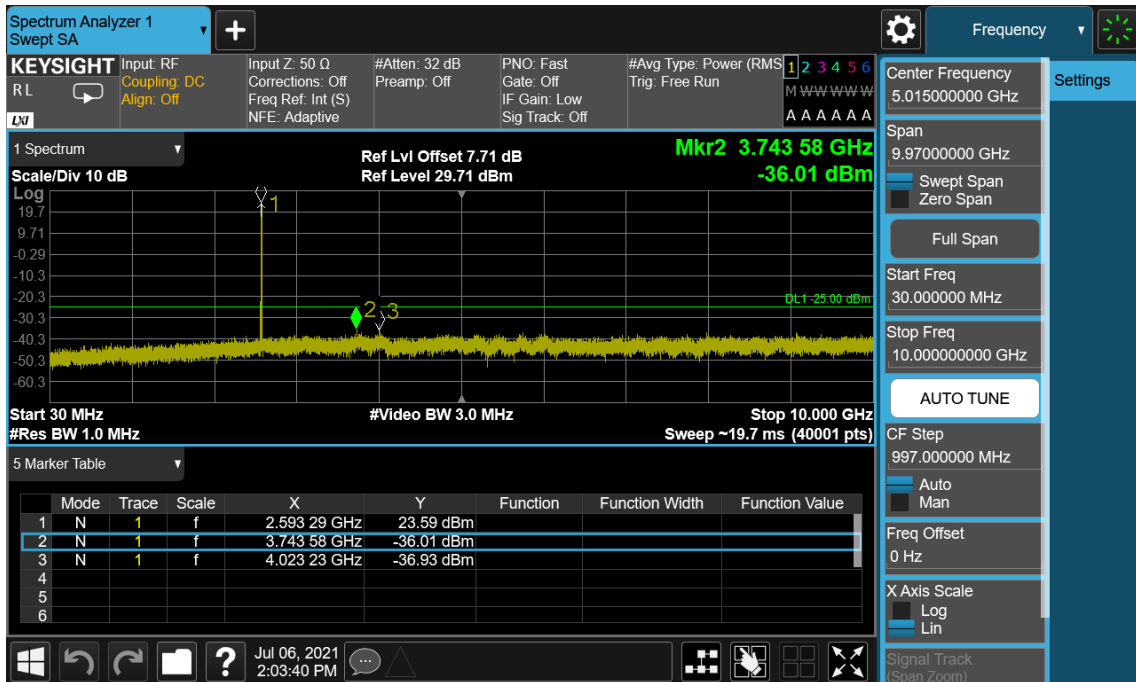 Spectrum Analyzer 1
Swept SA
+
Frequency
KEYSIGHT
RL
LXI
Input: RF
Coupling: DC
Align: Off
Input Z: 50 Ω
Corrections: Off
Freq Ref: Int (S)
NFE: Adaptive
#Atten: 32 dB
Preamp: Off
PNO: Fast
Gate: Off
IF Gain: Low
Sig Track: Off
#Avg Type: Power (RMS
Trig: Free Run
1 2 3 4 5 6
M W W W W W
A A A A A A
1 Spectrum
Scale/Div 10 dB
Ref Lvl Offset 7.71 dB
Ref Level 29.71 dBm
Mkr2 3.743 58 GHz
-36.01 dBm
Log
19.7
9.71
-0.29
-10.3
-20.3
-30.3
-40.3
-50.3
-60.3
1
2
3
DL1 -25.00 dBm
Start 30 MHz
#Video BW 3.0 MHz
Stop 10.000 GHz
#Res BW 1.0 MHz
Sweep ~19.7 ms (40001 pts)
5 Marker Table
Mode Trace Scale X Y Function Function Width Function Value
1 N 1 f 2.593 29 GHz 23.59 dBm
2 N 1 f 3.743 58 GHz -36.01 dBm
3 N 1 f 4.023 23 GHz -36.93 dBm
4
5
6
?
Jul 06, 2021
2:03:40 PM
Center Frequency
5.015000000 GHz
Settings
Span
9.97000000 GHz
Swept Span
Zero Span
Full Span
Start Freq
30.000000 MHz
Stop Freq
10.000000000 GHz
AUTO TUNE
CF Step
997.000000 MHz
Auto
Man
Freq Offset
0 Hz
X Axis Scale
Log
Lin
Signal Track
(Span Zoom)